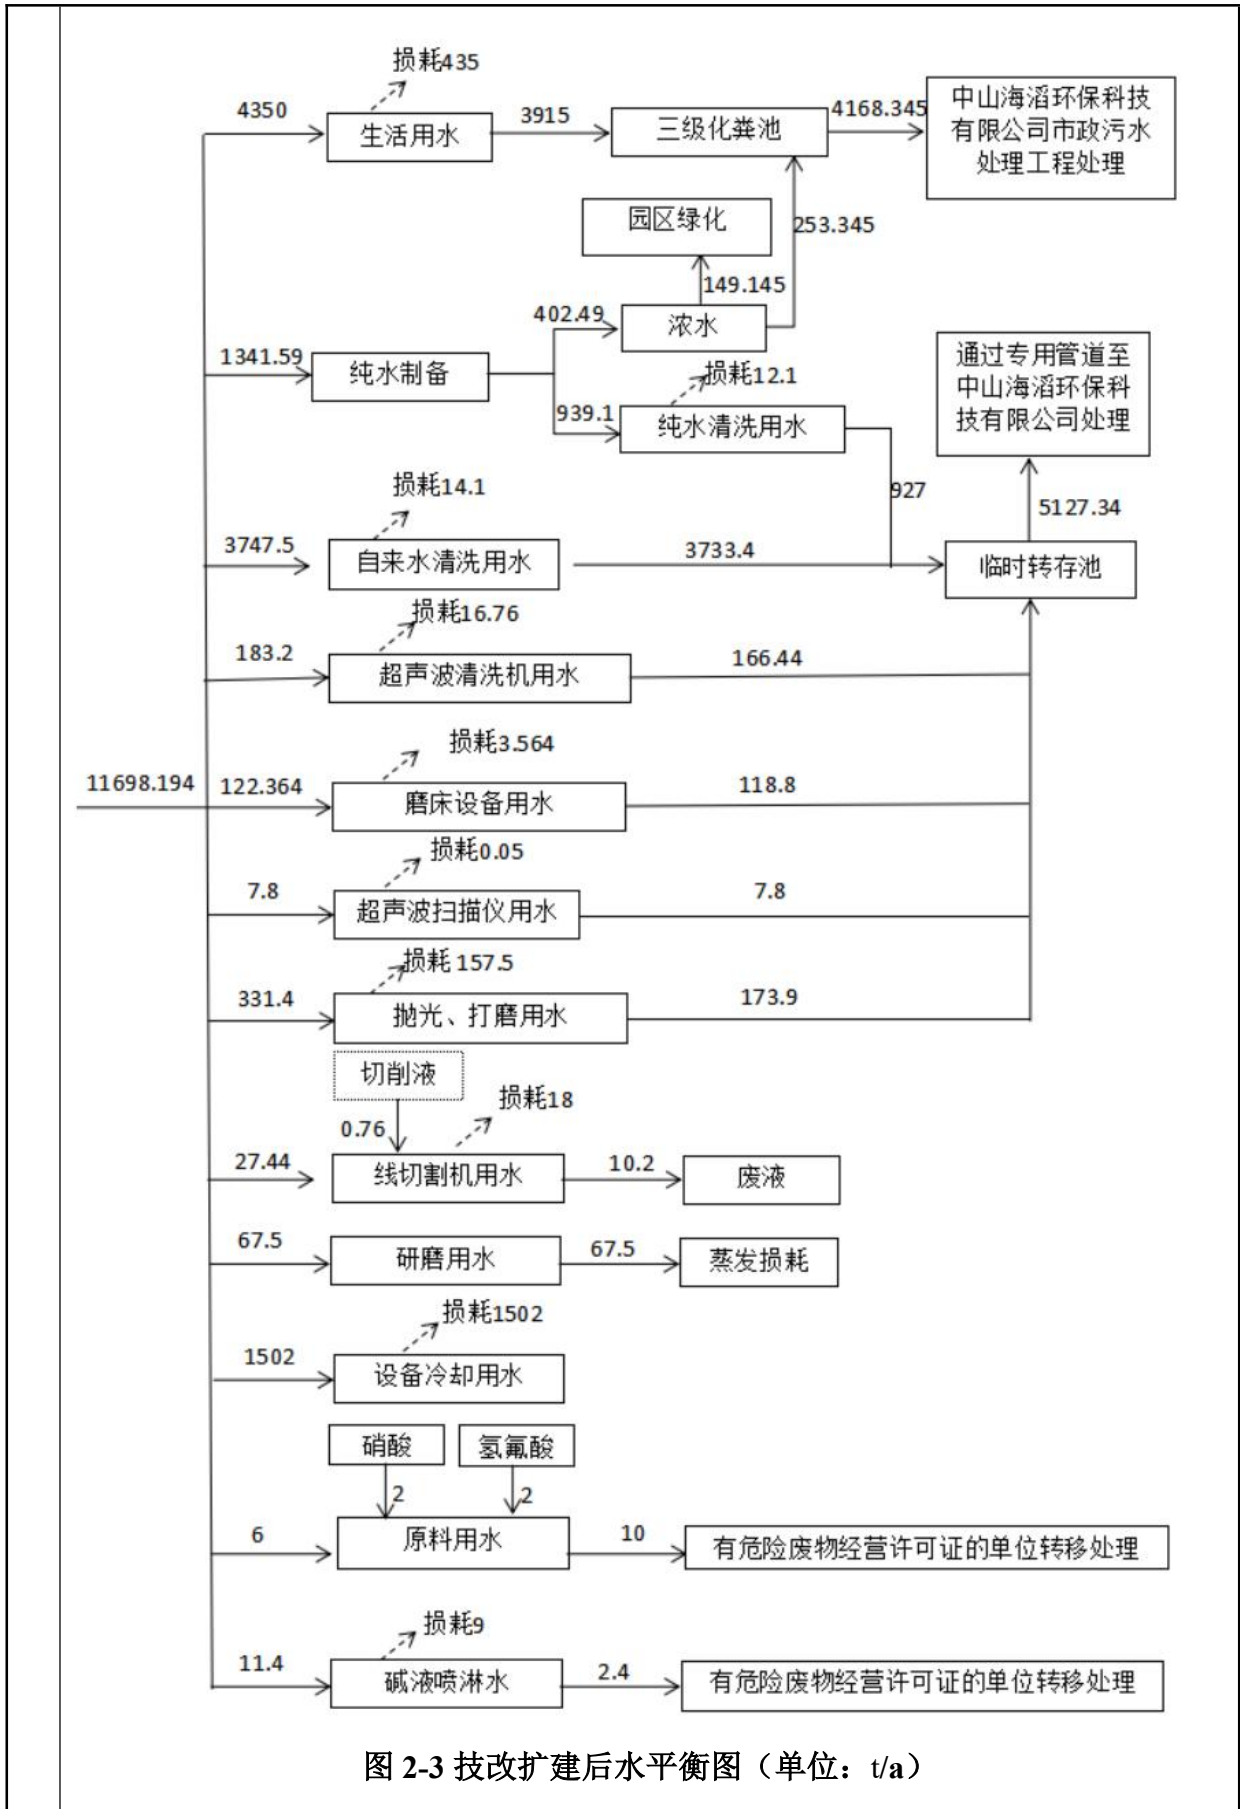 损耗435
4350
生活用水
3915
三级化粪池
4168.345
中山海滔环保科技
有限公司市政污水
处理工程处理
园区绿化
253.345
149.145
402.49
浓水
1341.59
纯水制备
损耗12.1
939.1
纯水清洗用水
通过专用管道至
中山海滔环保科
技有限公司处理
927
5127.34
损耗14.1
3747.5
自来水清洗用水
3733.4
临时转存池
损耗16.76
183.2
超声波清洗机用水
166.44
损耗3.564
11698.194
122.364
磨床设备用水
118.8
损耗0.05
7.8
超声波扫描仪用水
7.8
损耗157.5
331.4
抛光、打磨用水
173.9
切削液
损耗18
0.76
27.44
线切割机用水
10.2
废液
67.5
研磨用水
67.5
蒸发损耗
损耗1502
1502
设备冷却用水
硝酸
氢氟酸
2
2
6
原料用水
10
有危险废物经营许可证的单位转移处理
损耗9
11.4
碱液喷淋水
2.4
有危险废物经营许可证的单位转移处理
图 2-3 技改扩建后水平衡图（单位：t/a）